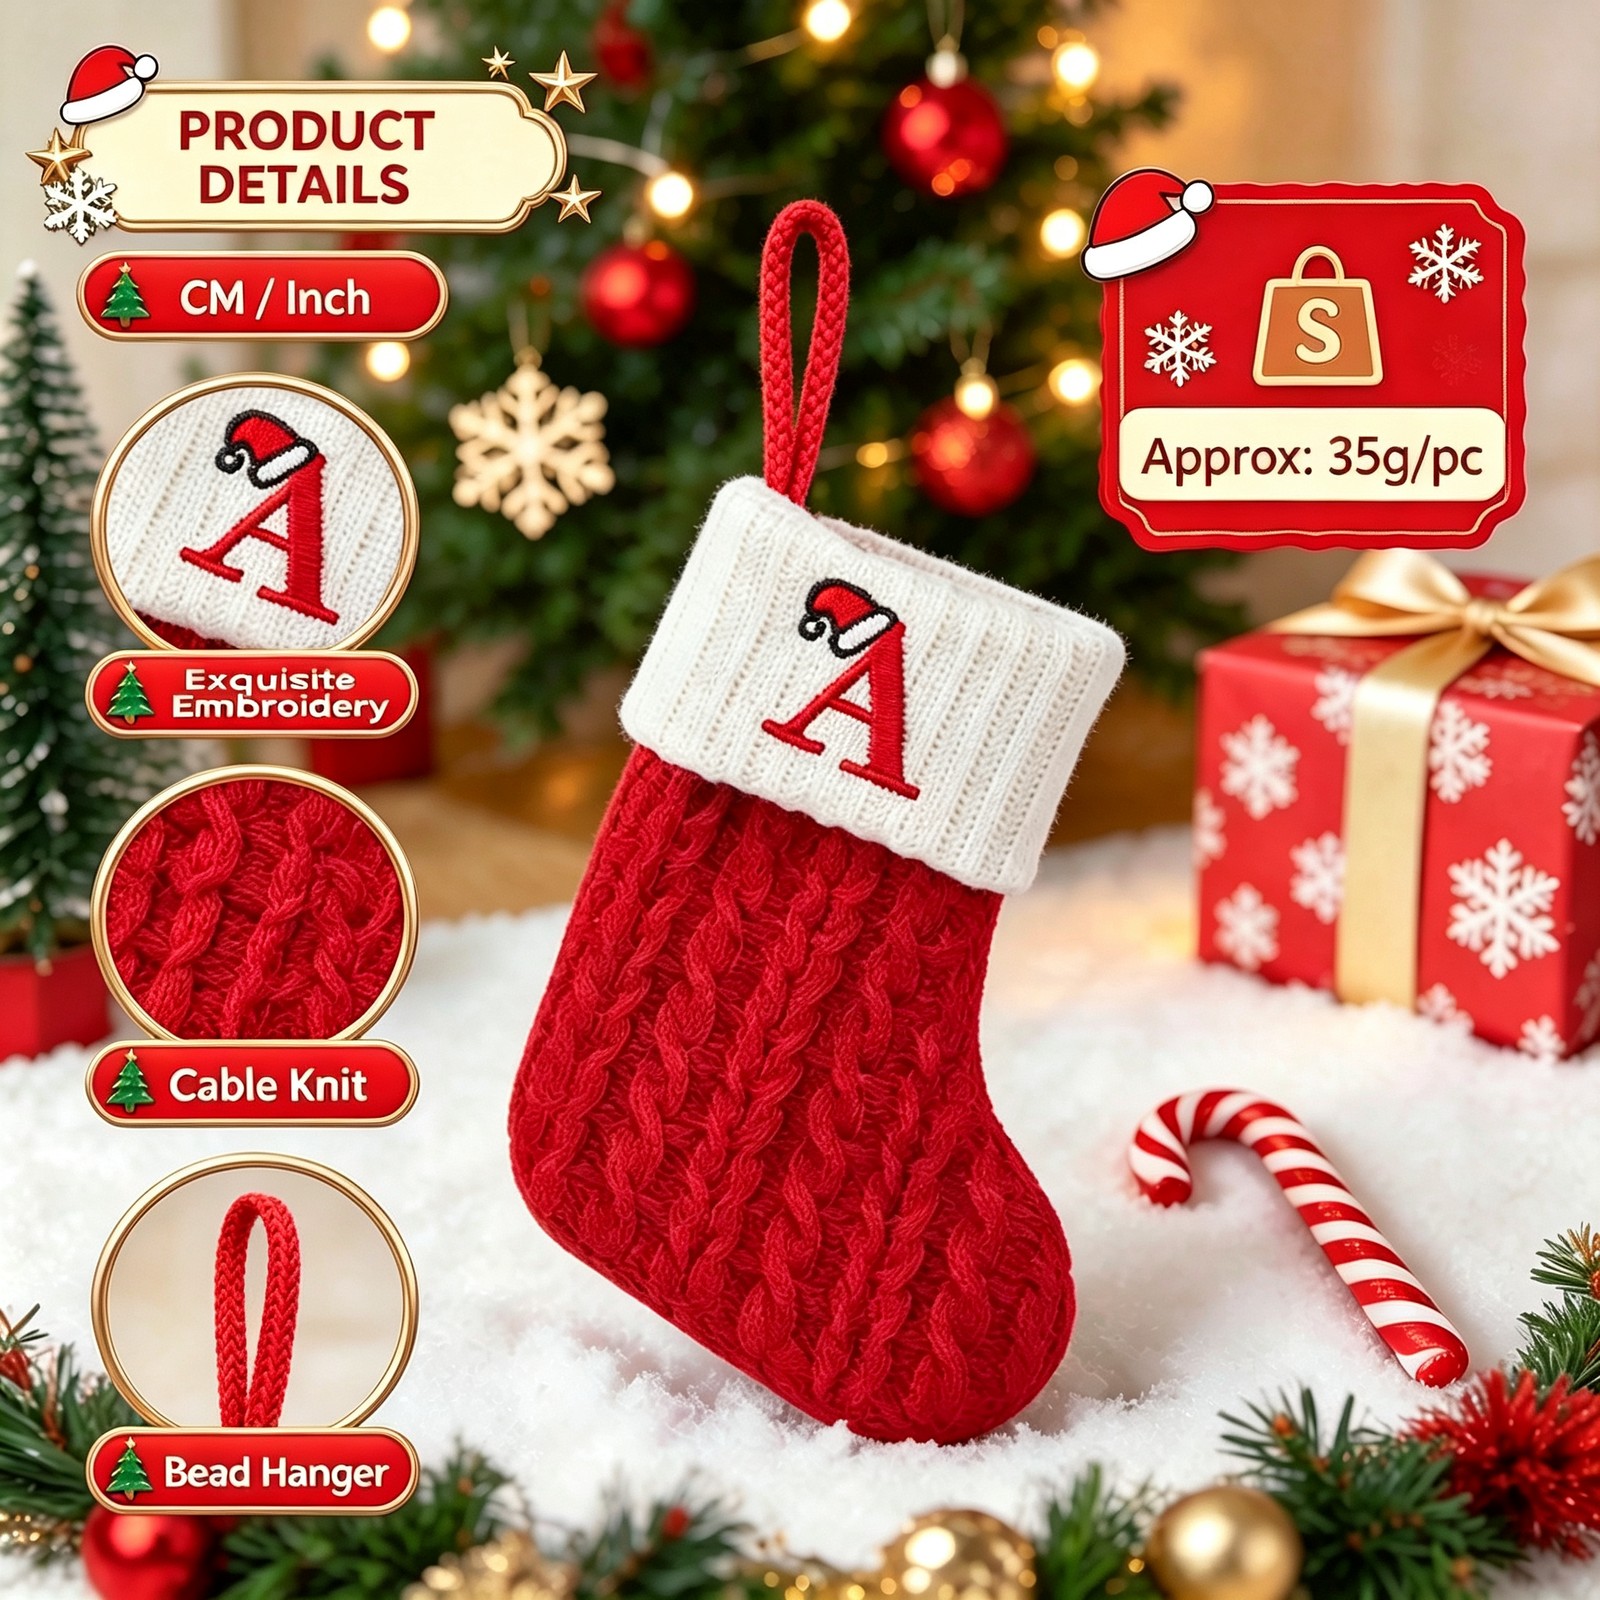 PRODUCT
DETAILS
CM / Inch
A
Exquisite
Embroidery
Cable Knit
Bead Hanger
S
Approx: 35g/pc
A